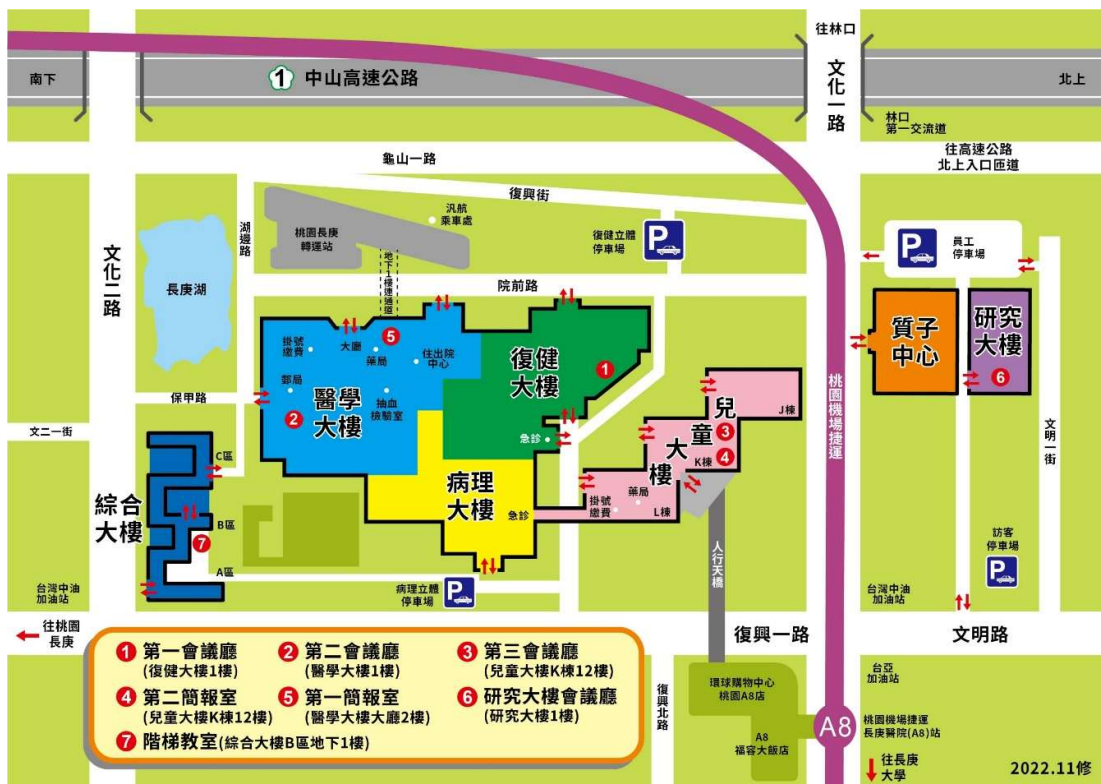 往林口
南下
1 中山高速公路
文化一路
北上
林口
第一交流道
龜山一路
往高速公路
北上入口匝道
復興街
汎航
乘車處
湖邊路
桃園長庚
轉運站
復健立體
停車場
P
P
員工
停車場
文化二路
長庚湖
地下1樓連通道
院前路
掛號
繳費
大廳
5
藥局
住出院
中心
復健
大樓
1
質子
中心
研究
大樓
6
郵局
醫學
大樓
2
抽血
檢驗室
保甲路
文二一街
兒童
大樓
J棟
3
4
K棟
桃園機場捷運
文明一街
急診
C區
病理
大樓
藥局
掛號
繳費
L棟
綜合
大樓
B區
7
急診
A區
人行天橋
訪客
停車場
P
台灣中油
加油站
病理立體
停車場
P
台灣中油
加油站
往桃園
長庚
復興一路
文明路
1 第一會議廳
(復健大樓1樓)
2 第二會議廳
(醫學大樓1樓)
3 第三會議廳
(兒童大樓K棟12樓)
4 第二簡報室
(兒童大樓K棟12樓)
5 第一簡報室
(醫學大樓大廳2樓)
6 研究大樓會議廳
(研究大樓1樓)
7 階梯教室(綜合大樓B區地下1樓)
復興北路
環球購物中心
桃園A8店
A8
福容大飯店
台亞
加油站
A8
桃園機場捷運
長庚醫院(A8)站
往長庚
大學
2022.11修